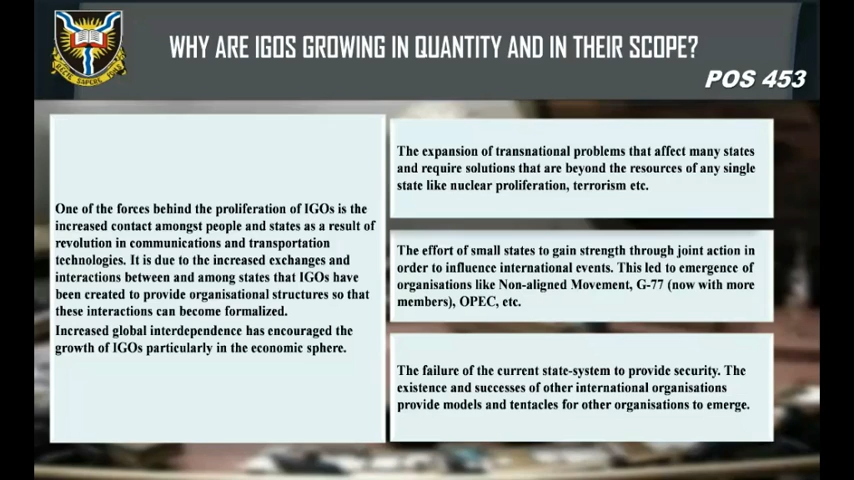 WHY ARE IGOS GROWING IN QUANTITY AND IN THEIR SCOPE?
POS 453
RECTE SAPERE FONS
One of the forces behind the proliferation of IGOs is the
increased contact amongst people and states as a result of
revolution in communications and transportation
technologies. It is due to the increased exchanges and
interactions between and among states that IGOs have
been created to provide organisational structures so that
these interactions can become formalized.
Increased global interdependence has encouraged the
growth of IGOs particularly in the economic sphere.
The expansion of transnational problems that affect many states
and require solutions that are beyond the resources of any single
state like nuclear proliferation, terrorism etc.
The effort of small states to gain strength through joint action in
order to influence international events. This led to emergence of
organisations like Non-aligned Movement, G-77 (now with more
members), OPEC, etc.
The failure of the current state-system to provide security. The
existence and successes of other international organisations
provide models and tentacles for other organisations to emerge.